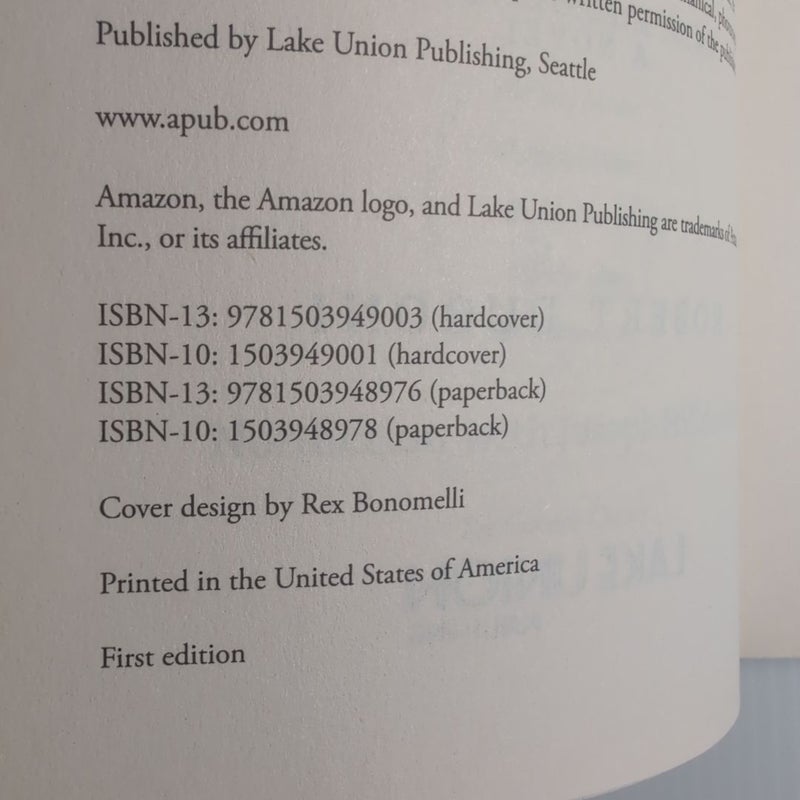 written permission of the
Published by Lake Union Publishing, Seattle
www.apub.com
Amazon, the Amazon logo, and Lake Union Publishing are trademarks of
Inc., or its affiliates.
ISBN-13: 9781503949003 (hardcover)
ISBN-10: 1503949001 (hardcover)
ISBN-13: 9781503948976 (paperback)
ISBN-10: 1503948978 (paperback)
Cover design by Rex Bonomelli
Printed in the United States of America
First edition